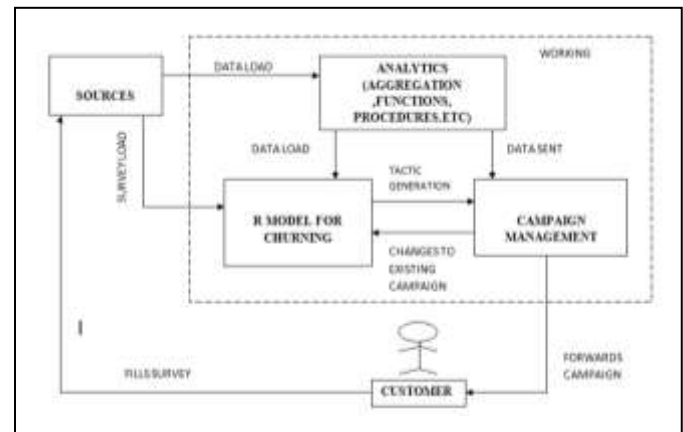 WORKING
DATA LOAD
ANALYTICS
(AGGREGATION
,FUNCTIONS,
PROCEDURES.ETC)
SOURCES
SURVEY LOAD
DATA LOAD
DATA SENT
TACTIC
GENERATION
R MODEL FOR
CHURNING
CAMPAIGN
MANAGEMENT
CHANGES TO
EXISTING
CAMPAIGN
FORWARDS
CAMPAIGN
FILLS SURVEY
CUSTOMER